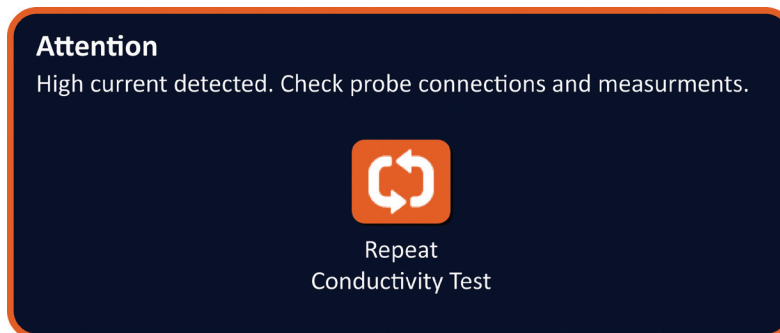 Attention
High current detected. Check probe connections and measurments.
Repeat
Conductivity Test